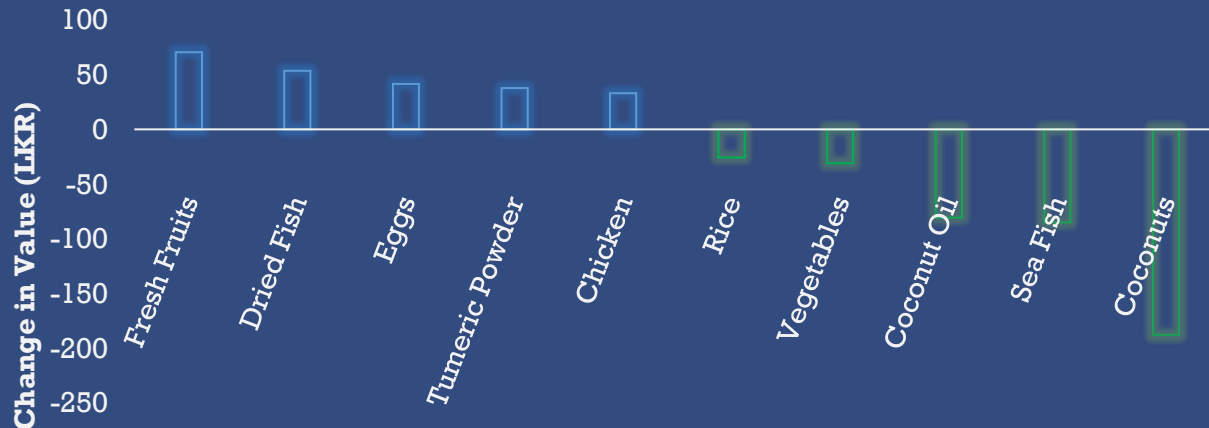 Change in Value (LKR)
100
50
0
-50
-100
-150
-200
-250
Fresh Fruits
Dried Fish
Eggs
Tumeric Powder
Chicken
Rice
Vegetables
Coconut Oil
Sea Fish
Coconuts